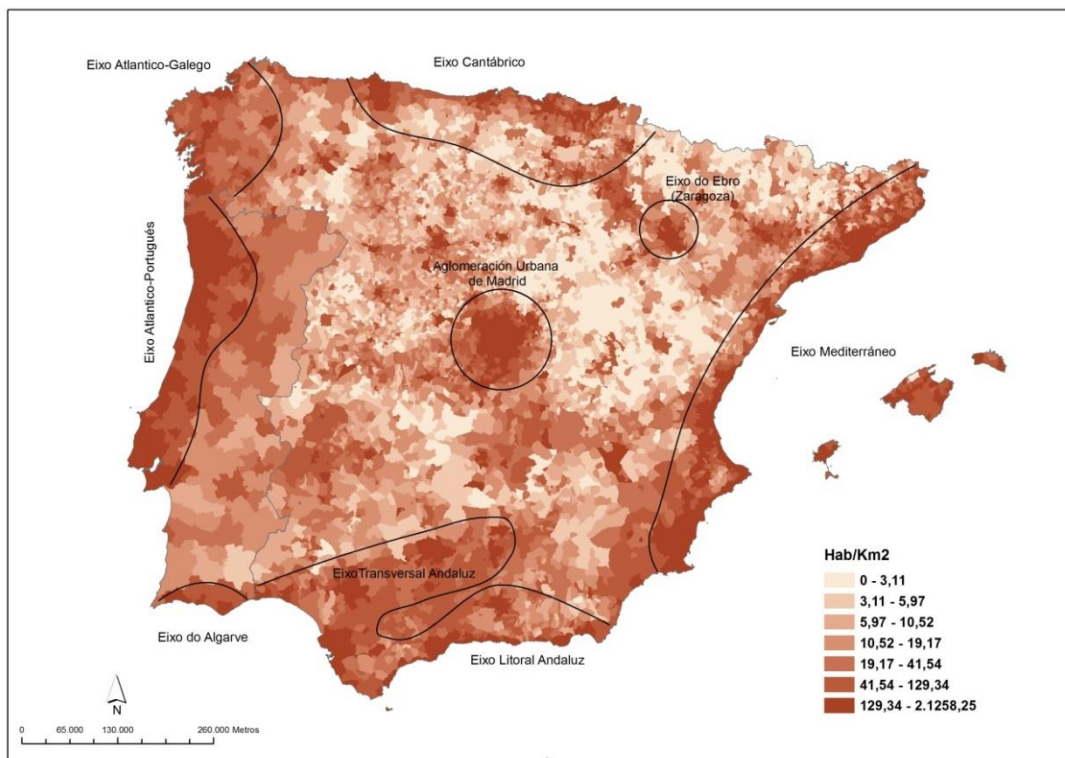 Eixo Atlantico-Galego
Eixo Cantábrico
Eixo do Ebro
(Zaragoza)
Aglomeración Urbana
de Madrid
Eixo Atlantico-Portugués
Eixo Mediterráneo
EixoTransversal Andaluz
Eixo do Algarve
Eixo Litoral Andaluz
Hab/Km2
0 - 3,11
3,11 - 5,97
5,97 - 10,52
10,52 - 19,17
19,17 - 41,54
41,54 - 129,34
129,34 - 2.1258,25
N
0 65.000 130.000 260.000 Metros